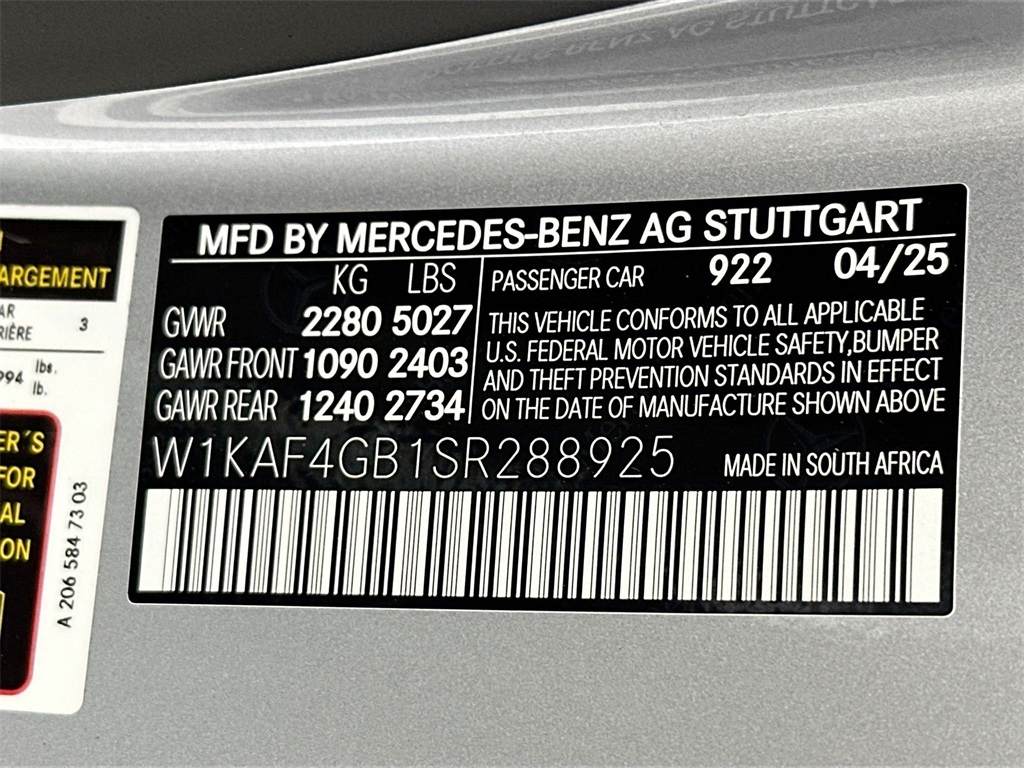 MFD BY MERCEDES-BENZ AG STUTTGART
KG LBS
GVWR 2280 5027
GAWR FRONT 1090 2403
GAWR REAR 1240 2734
PASSENGER CAR 922 04/25
THIS VEHICLE CONFORMS TO ALL APPLICABLE
U.S. FEDERAL MOTOR VEHICLE SAFETY,BUMPER
AND THEFT PREVENTION STANDARDS IN EFFECT
ON THE DATE OF MANUFACTURE SHOWN ABOVE
W1KAF4GB1SR288925
MADE IN SOUTH AFRICA
ARGEMENT
AR
RIÈRE 3
994 lbs.
lb.
ER´S
FOR
AL
ON
A 206 584 73 03